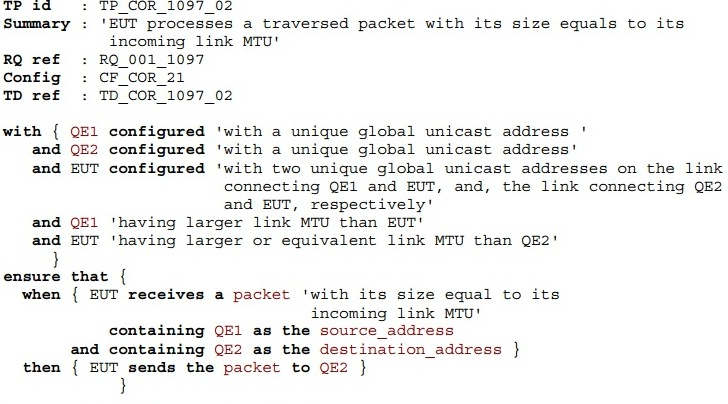 TP id : TP_COR_1097_02
Summary : 'EUT processes a traversed packet with its size equals to its
incoming link MTU'
RQ ref : RQ_001_1097
Config : CF_COR_21
TD ref : TD_COR_1097_02
with { QE1 configured 'with a unique global unicast address '
and QE2 configured 'with a unique global unicast address'
and EUT configured 'with two unique global unicast addresses on the link
connecting QE1 and EUT, and, the link connecting QE2
and EUT, respectively'
and QE1 'having larger link MTU than EUT'
and EUT 'having larger or equivalent link MTU than QE2'
}
ensure that {
when { EUT receives a packet 'with its size equal to its
incoming link MTU'
containing QE1 as the source_address
and containing QE2 as the destination_address }
then { EUT sends the packet to QE2 }
}